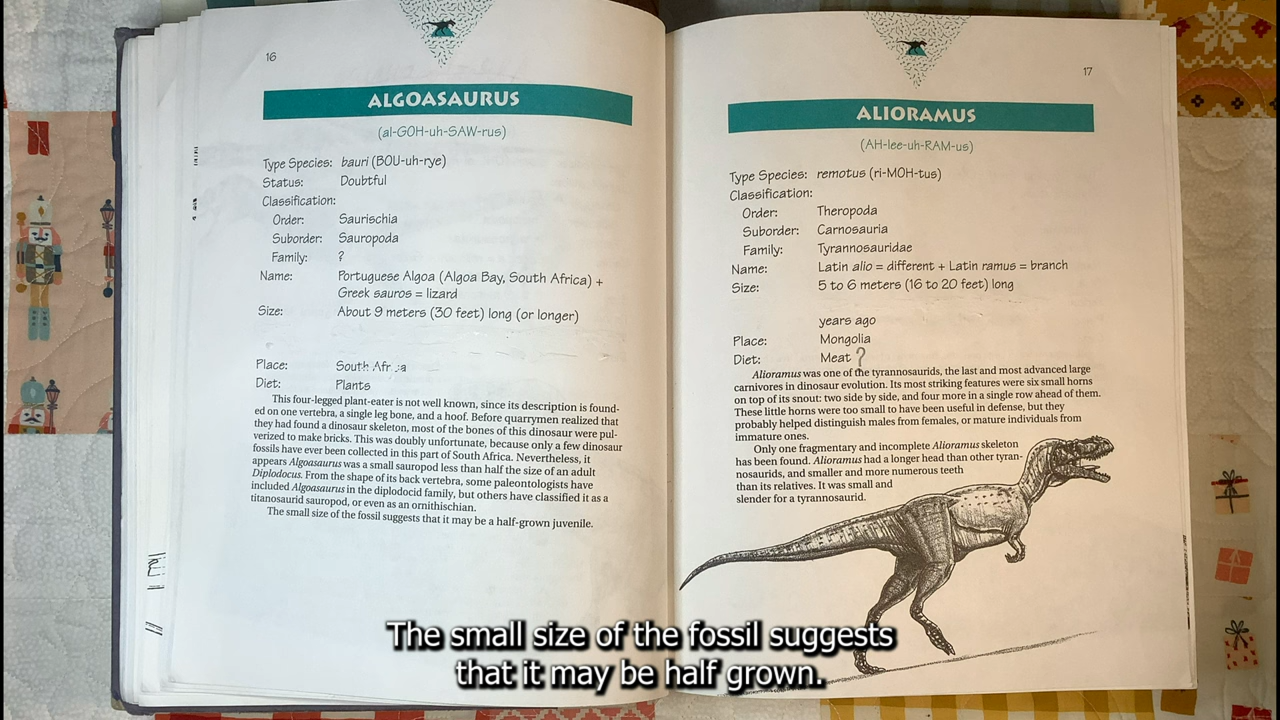 16
ALGOASAURUS
(al-GOH-uh-SAW-rus)
Type Species: bauri (BOU-uh-rye)
Status: Doubtful
Classification:
Order: Saurischia
Suborder: Sauropoda
Family: ?
Name: Portuguese Algoa (Algoa Bay, South Africa) +
Greek sauros = lizard
Size: About 9 meters (30 feet) long (or longer)
Place: South Afr a
Diet: Plants
This four-legged plant-eater is not well known, since its description is found-
ed on one vertebra, a single leg bone, and a hoof. Before quarrymen realized that
they had found a dinosaur skeleton, most of the bones of this dinosaur were pul-
verized to make bricks. This was doubly unfortunate, because only a few dinosaur
fossils have ever been collected in this part of South Africa. Nevertheless, it
appears Algoasaurus was a small sauropod less than half the size of an adult
Diplodocus. From the shape of its back vertebra, some paleontologists have
included Algoasaurus in the diplodocid family, but others have classified it as a
titanosaurid sauropod, or even as an ornithischian.
The small size of the fossil suggests that it may be a half-grown juvenile.
17
ALIORAMUS
(AH-lee-uh-RAM-us)
Type Species: remotus (ri-MOH-tus)
Classification:
Order: Theropoda
Suborder: Carnosauria
Family: Tyrannosauridae
Name: Latin alio = different + Latin ramus = branch
Size: 5 to 6 meters (16 to 20 feet) long
years ago
Place: Mongolia
Diet: Meat ?
Alioramus was one of the tyrannosaurids, the last and most advanced large
carnivores in dinosaur evolution. Its most striking features were six small horns
on top of its snout: two side by side, and four more in a single row ahead of them.
These little horns were too small to have been useful in defense, but they
probably helped distinguish males from females, or mature individuals from
immature ones.
Only one fragmentary and incomplete Alioramus skeleton
has been found. Alioramus had a longer head than other tyran-
nosaurids, and smaller and more numerous teeth
than its relatives. It was small and
slender for a tyrannosaurid.
The small size of the fossil suggests
that it may be half grown.